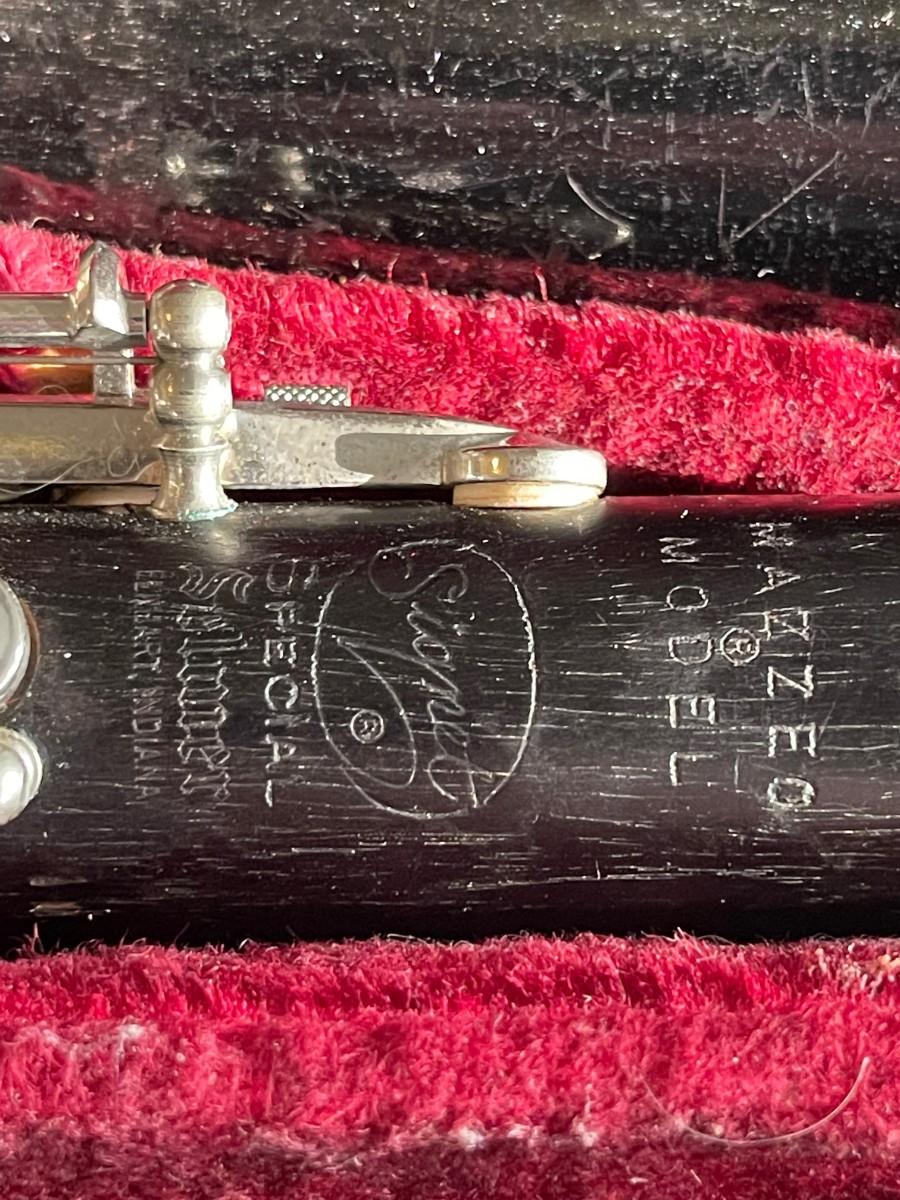 MAZZEO
®
MODEL
Signet
®
SPECIAL
Selmer
ELKHART, INDIANA